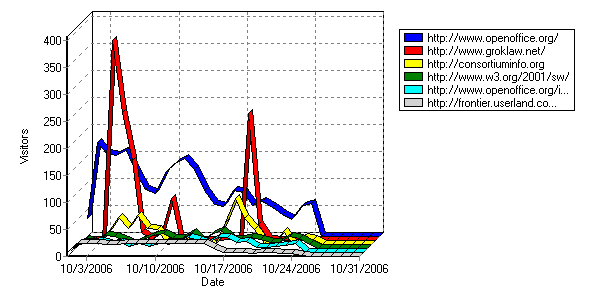 400
350
300
250
200
150
100
50
0
Visitors
10/3/2006 10/10/2006 10/17/2006 10/24/2006 10/31/2006
Date
http://www.openoffice.org/
http://www.groklaw.net/
http://consortiuminfo.org
http://www.w3.org/2001/sw/
http://www.openoffice.org/i...
http://frontier.userland.co...